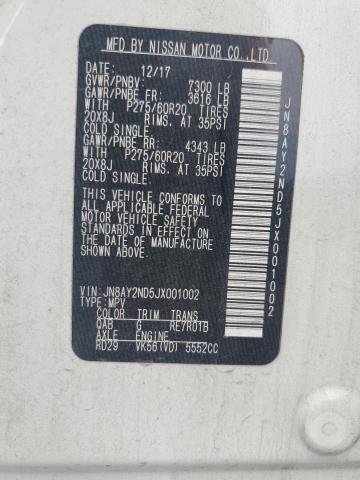 MFD BY NISSAN MOTOR CO.,LTD.
DATE: 12/17
GVWR/PNBV: 7300 LB
GAWR/PNBE FR: 3616 LB
WITH P275/60R20 TIRES
20X8J RIMS, AT 35PSI
COLD SINGLE.
GAWR/PNBE RR: 4343 LB
WITH P275/60R20 TIRES
20X8J RIMS, AT 35PSI
COLD SINGLE.
THIS VEHICLE CONFORMS TO
ALL APPLICABLE FEDERAL
MOTOR VEHICLE SAFETY
STANDARDS IN EFFECT ON
THE DATE OF MANUFACTURE
SHOWN ABOVE.
VIN: JN8AY2ND5JX001002
TYPE: MPV
COLOR TRIM TRANS
QAB G RE7R01B
AXLE ENGINE
RD29 VK56(VD) 5552CC
JN8AY2ND5JX001002